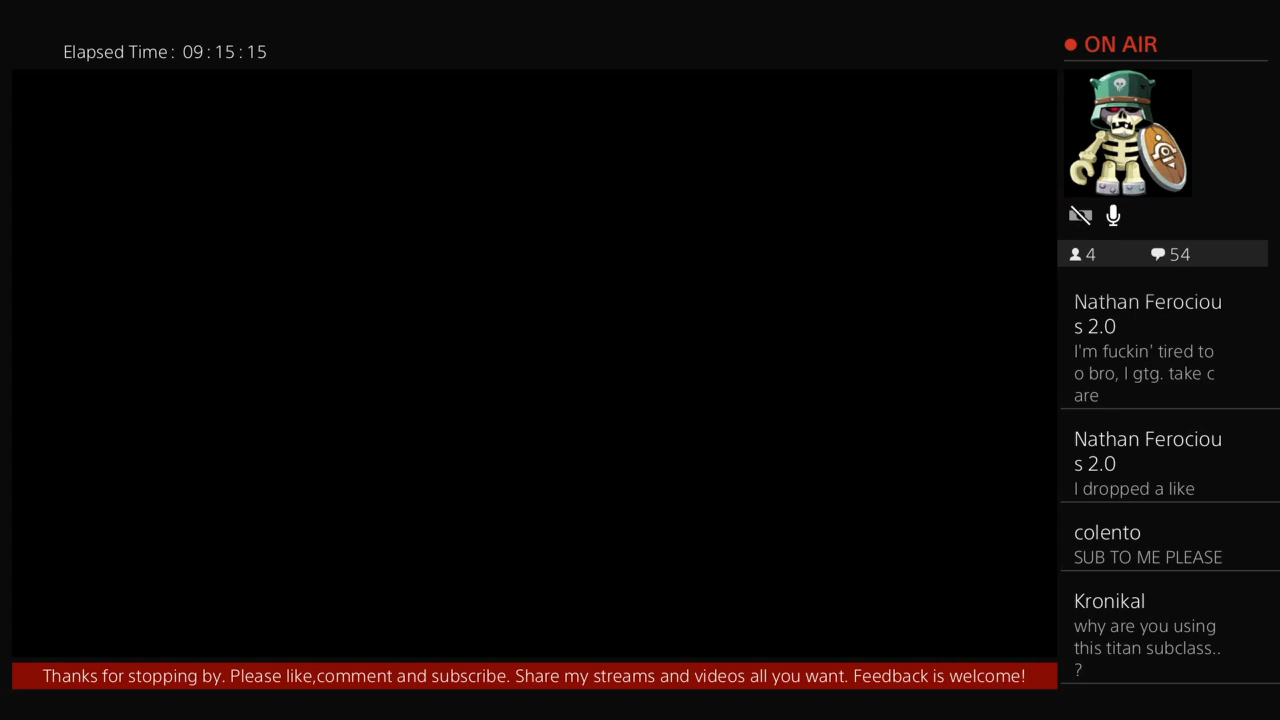 Elapsed Time: 09:15:15
ON AIR
4 54
Nathan Ferociou
s 2.0
I'm fuckin' tired to
o bro, I gtg. take c
are
Nathan Ferociou
s 2.0
I dropped a like
colento
SUB TO ME PLEASE
Kronikal
why are you using
this titan subclass..
?
Thanks for stopping by. Please like,comment and subscribe. Share my streams and videos all you want. Feedback is welcome!